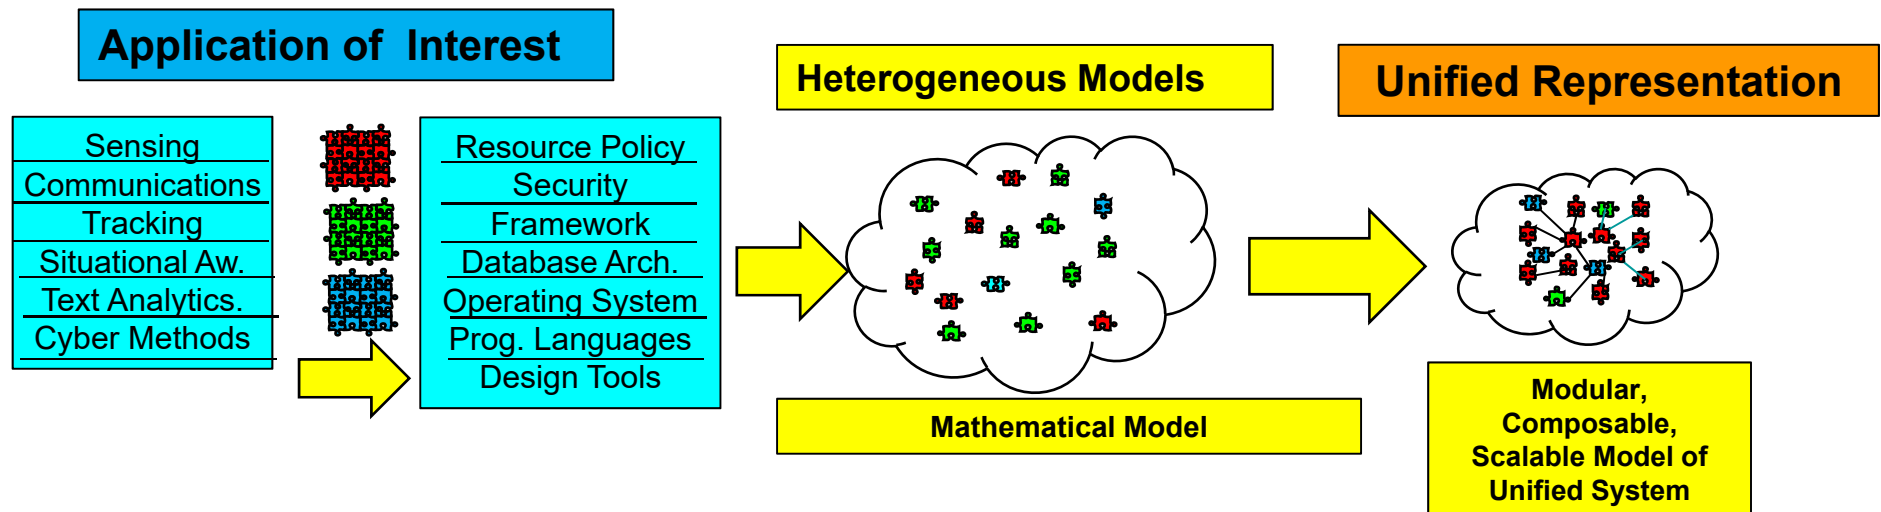 Application of Interest
Sensing
Communications
Tracking
Situational Aw.
Text Analytics.
Cyber Methods
Resource Policy
Security
Framework
Database Arch.
Operating System
Prog. Languages
Design Tools
Heterogeneous Models
Mathematical Model
Unified Representation
Modular,
Composable,
Scalable Model of
Unified System